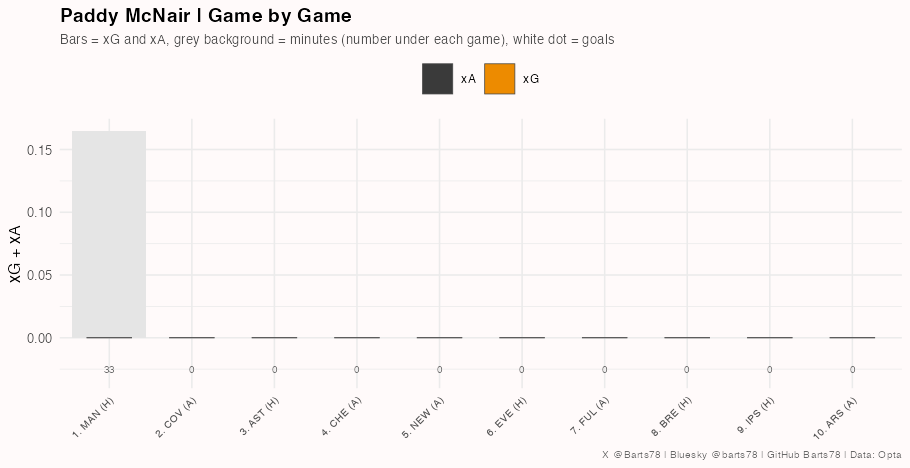 Paddy McNair | Game by Game
Bars = xG and xA, grey background = minutes (number under each game), white dot = goals
xA xG
xG + xA
0.15
0.10
0.05
0.00
33 0 0 0 0 0 0 0 0 0
1. MAN (H) 2. COV (A) 3. AST (H) 4. CHE (A) 5. NEW (A) 6. EVE (H) 7. FUL (A) 8. BRE (H) 9. IPS (H) 10. ARS (A)
X @Barts78 | Bluesky @barts78 | GitHub Barts78 | Data: Opta